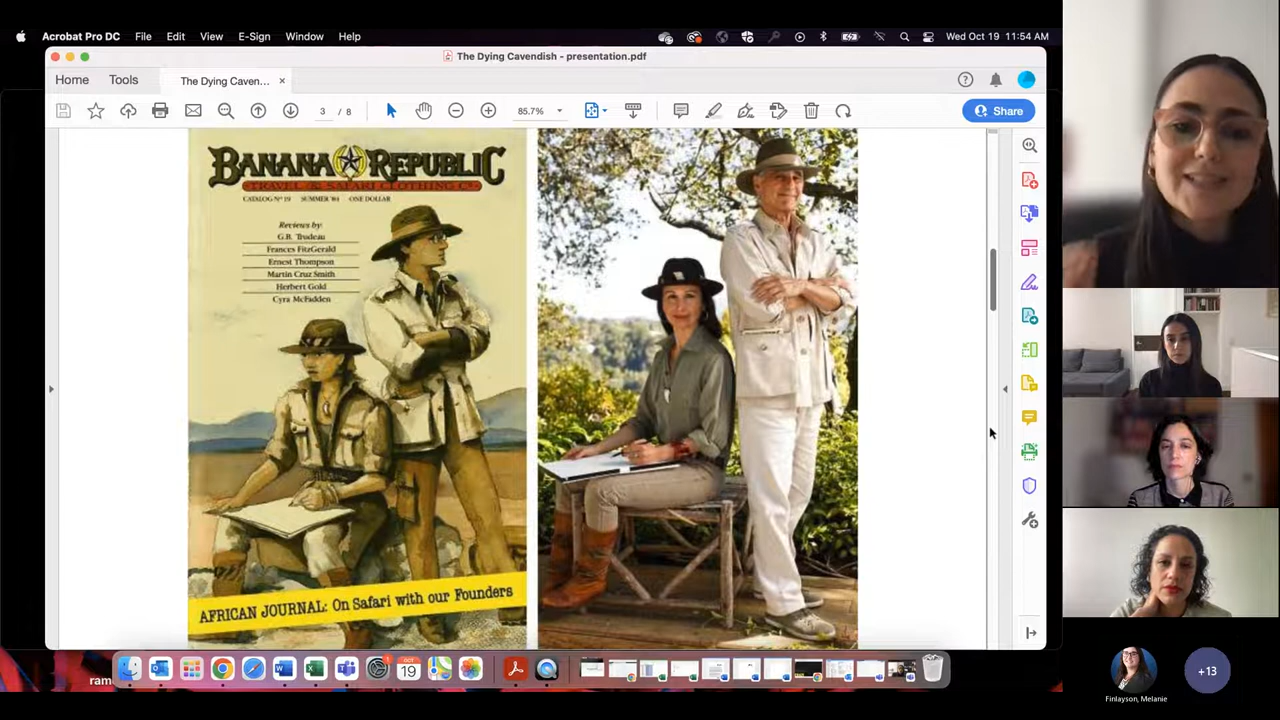 Acrobat Pro DC File Edit View E-Sign Window Help
Wed Oct 19 11:54 AM
The Dying Cavendish - presentation.pdf
Home Tools The Dying Caven...
3 / 8 85.7% Share
BANANA REPUBLIC
TRAVEL & SAFARI CLOTHING Co
CATALOG No 19 SUMMER '84 ONE DOLLAR
Reviews by:
G.B. Trudeau
Frances FitzGerald
Ernest Thompson
Martin Cruz Smith
Herbert Gold
Cyra McFadden
AFRICAN JOURNAL: On Safari with our Founders
OCT
19
ram
Finlayson, Melanie
+13